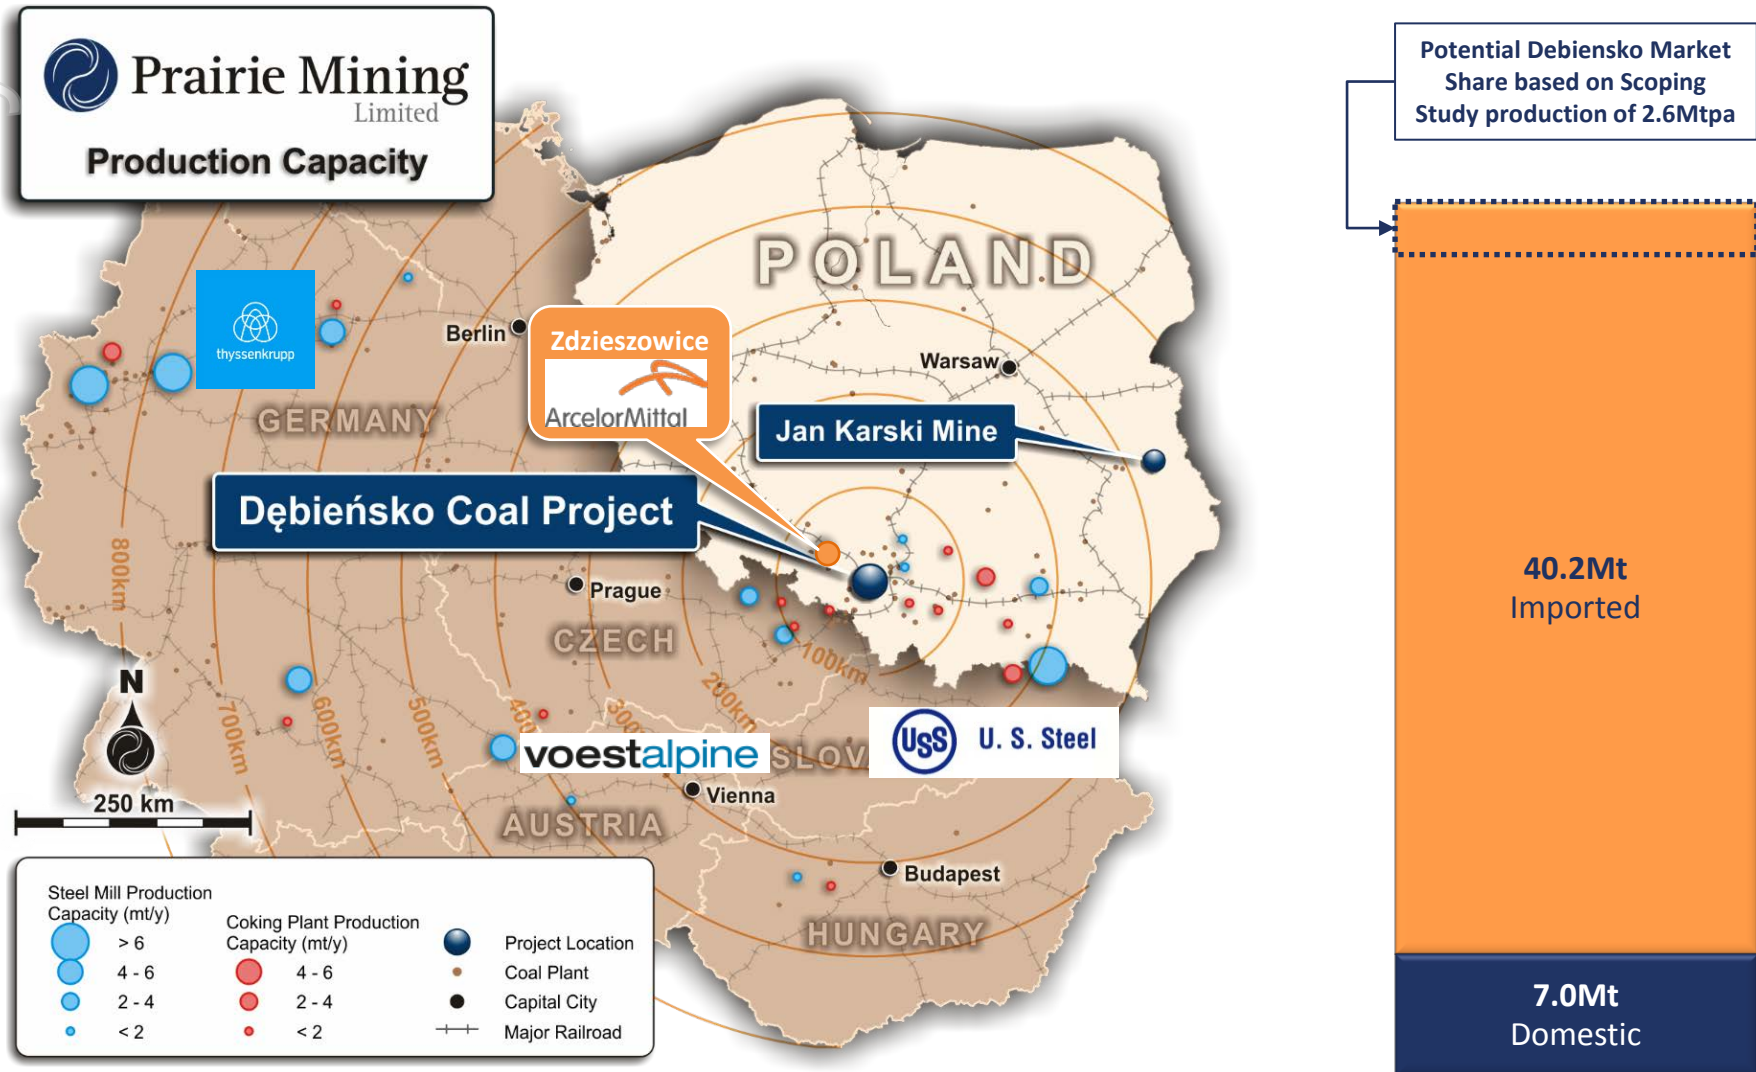 Prairie Mining
Limited
Production Capacity
Potential Debiensko Market
Share based on Scoping
Study production of 2.6Mtpa
POLAND
thyssenkrupp
Berlin
Zdzieszowice
ArcelorMittal
Warsaw
GERMANY
Jan Karski Mine
Dębieńsko Coal Project
800km
Prague
CZECH
100km
200km
300km
400
500km
600km
700km
N
250 km
voestalpine
SLOV
USS U. S. Steel
Vienna
AUSTRIA
Budapest
HUNGARY
Steel Mill Production
Capacity (mt/y)
> 6
4 - 6
2 - 4
< 2
Coking Plant Production
Capacity (mt/y)
4 - 6
2 - 4
< 2
Project Location
Coal Plant
Capital City
Major Railroad
40.2Mt
Imported
7.0Mt
Domestic